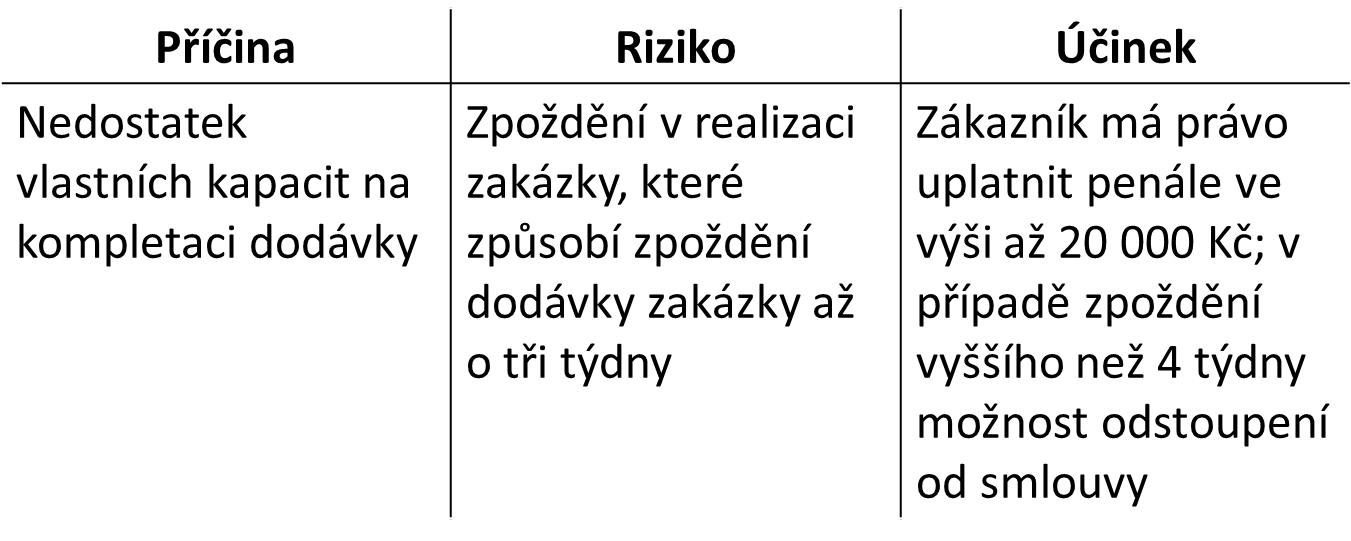 Příčina
Riziko
Účinek
Nedostatek
vlastních kapacit na
kompletaci dodávky
Zpoždění v realizaci
zakázky, které
způsobí zpoždění
dodávky zakázky až
o tři týdny
Zákazník má právo
uplatnit penále ve
výši až 20 000 Kč; v
případě zpoždění
vyššího než 4 týdny
možnost odstoupení
od smlouvy